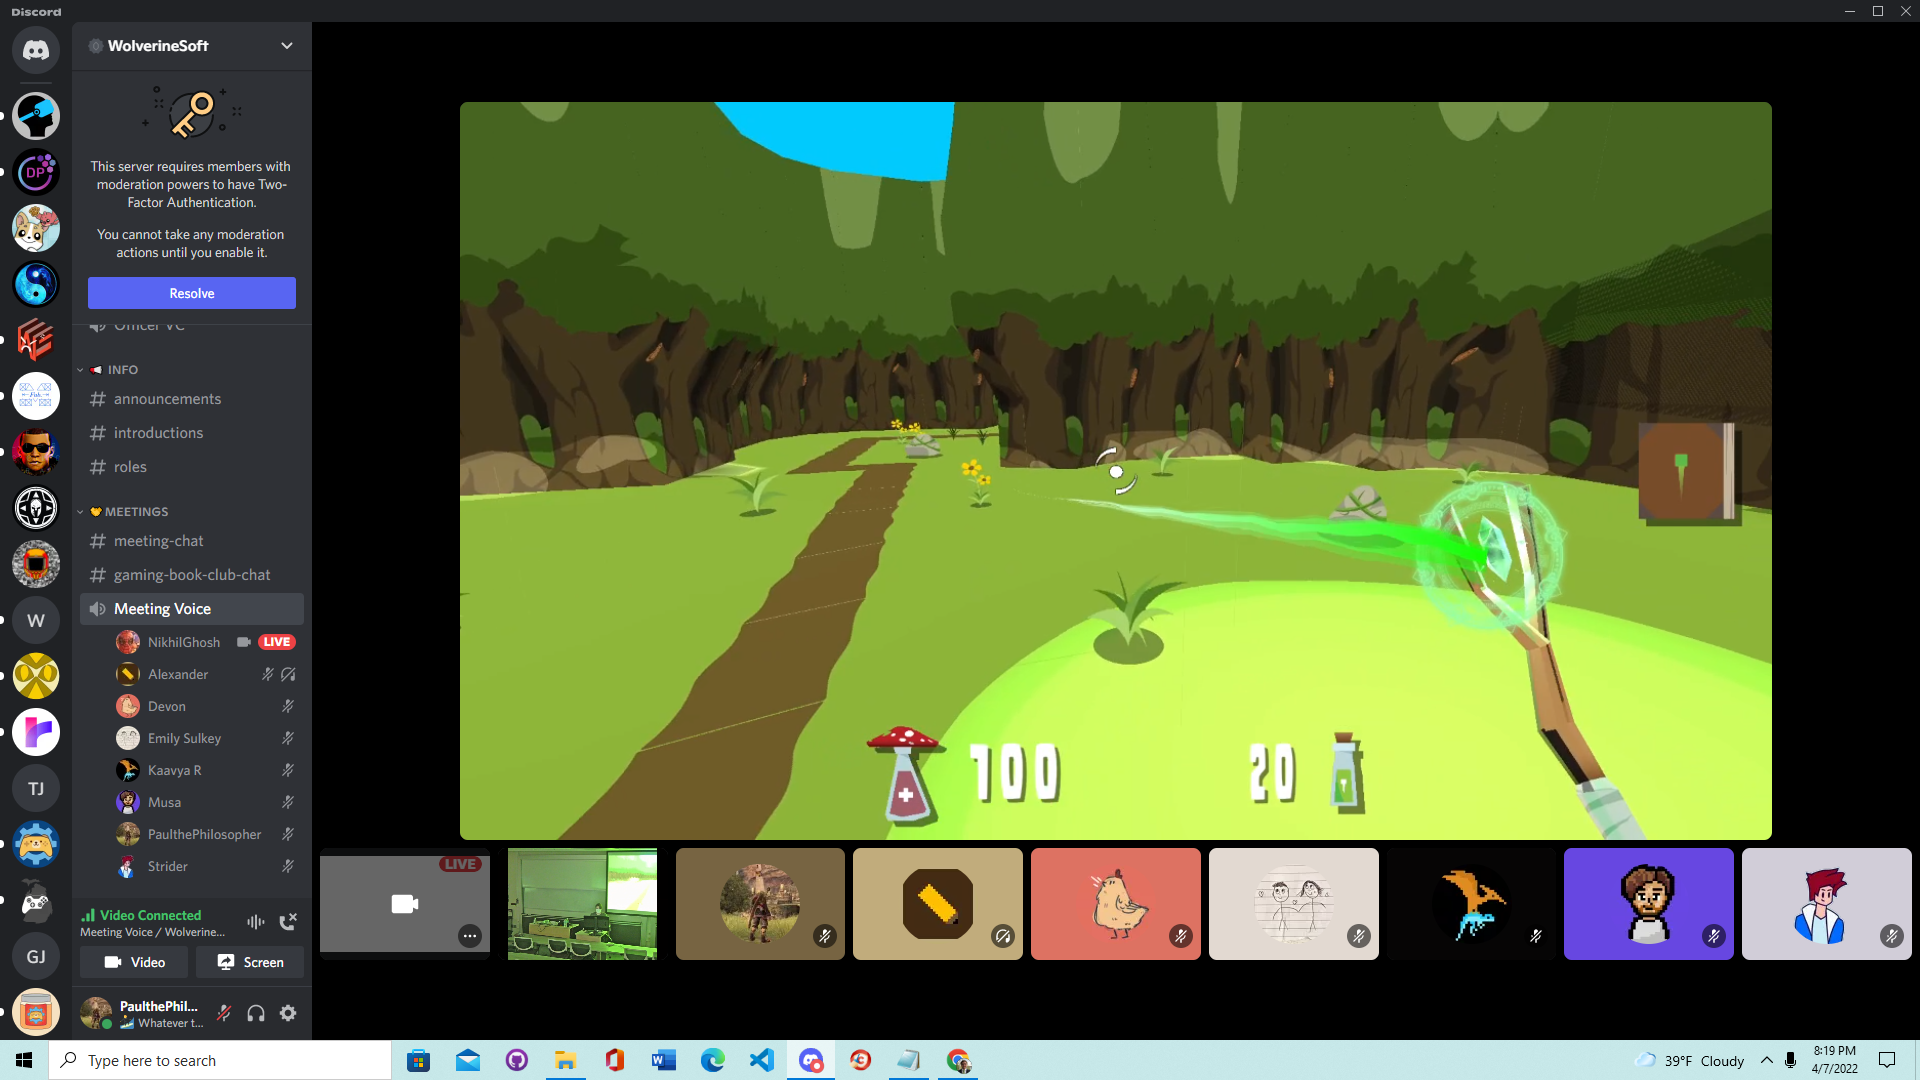 Discord
WolverineSoft
This server requires members with
moderation powers to have Two-
Factor Authentication.
You cannot take any moderation
actions until you enable it.
Resolve
Officer VC
INFO
announcements
introductions
roles
MEETINGS
meeting-chat
gaming-book-club-chat
Meeting Voice
NikhilGhosh LIVE
Alexander
Devon
Emily Sulkey
Kaavya R
Musa
PaulthePhilosopher
Strider
Video Connected
Meeting Voice / Wolverine...
Video Screen
PaulthePhil...
Whatever t...
DP
W
TJ
GJ
100 20
LIVE
Type here to search
39°F Cloudy
8:19 PM
4/7/2022